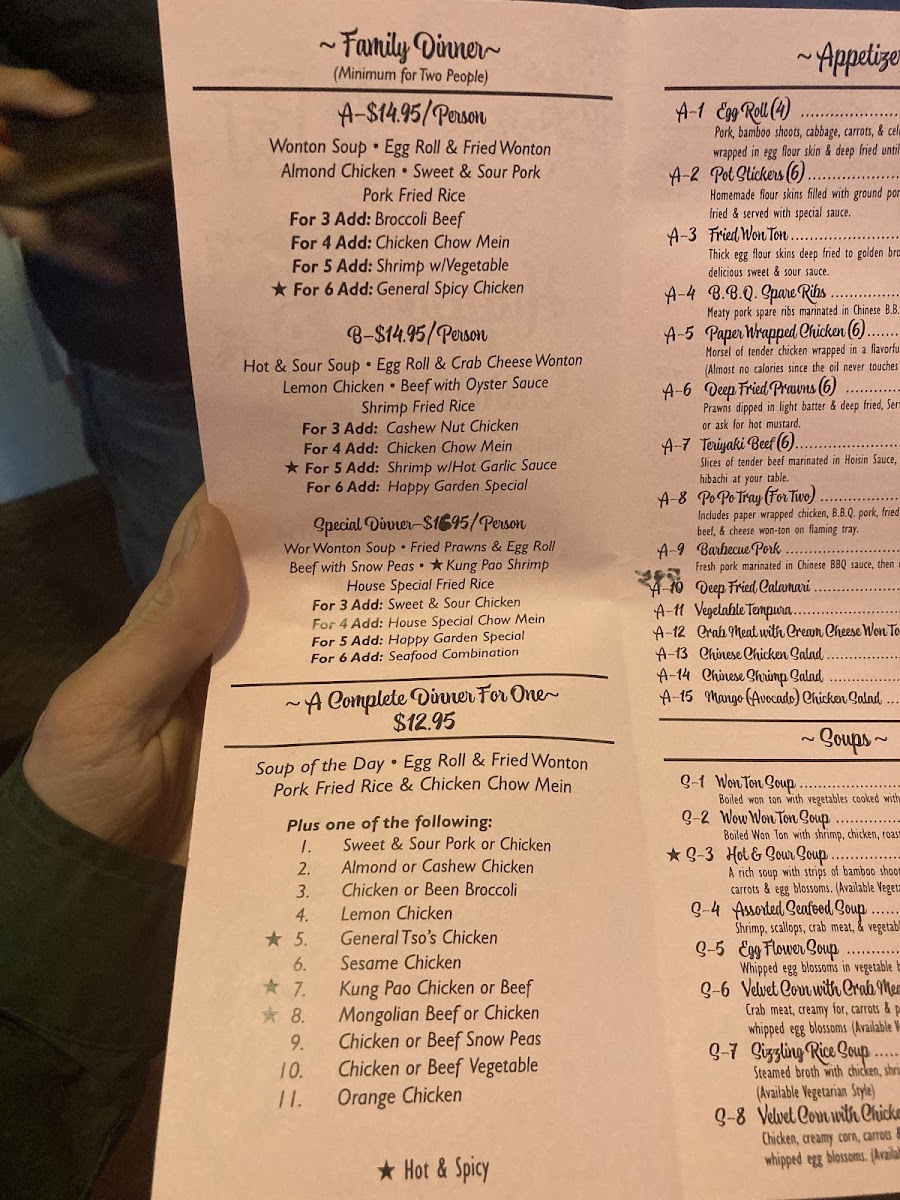 ~ Family Dinner ~
(Minimum for Two People)
A-$14.95/Person
Wonton Soup • Egg Roll & Fried Wonton
Almond Chicken • Sweet & Sour Pork
Pork Fried Rice
For 3 Add: Broccoli Beef
For 4 Add: Chicken Chow Mein
For 5 Add: Shrimp w/Vegetable
★ For 6 Add: General Spicy Chicken
B-$14.95/Person
Hot & Sour Soup • Egg Roll & Crab Cheese Wonton
Lemon Chicken • Beef with Oyster Sauce
Shrimp Fried Rice
For 3 Add: Cashew Nut Chicken
For 4 Add: Chicken Chow Mein
★ For 5 Add: Shrimp w/Hot Garlic Sauce
For 6 Add: Happy Garden Special
Special Dinner-$1695/Person
Wor Wonton Soup • Fried Prawns & Egg Roll
Beef with Snow Peas • ★ Kung Pao Shrimp
House Special Fried Rice
For 3 Add: Sweet & Sour Chicken
For 4 Add: House Special Chow Mein
For 5 Add: Happy Garden Special
For 6 Add: Seafood Combination
~ A Complete Dinner For One ~
$12.95
Soup of the Day • Egg Roll & Fried Wonton
Pork Fried Rice & Chicken Chow Mein
Plus one of the following:
1. Sweet & Sour Pork or Chicken
2. Almond or Cashew Chicken
3. Chicken or Been Broccoli
4. Lemon Chicken
★ 5. General Tso's Chicken
6. Sesame Chicken
★ 7. Kung Pao Chicken or Beef
★ 8. Mongolian Beef or Chicken
9. Chicken or Beef Snow Peas
10. Chicken or Beef Vegetable
11. Orange Chicken
★ Hot & Spicy
~ Appetize
A-1 Egg Roll (4)
Pork, bamboo shoots, cabbage, carrots, & cel
wrapped in egg flour skin & deep fried until
A-2 Pot Stickers (6)
Homemade flour skins filled with ground por
fried & served with special sauce.
A-3 Fried Won Ton
Thick egg flour skins deep fried to golden bro
delicious sweet & sour sauce.
A-4 B.B.Q. Spare Ribs
Meaty pork spare ribs marinated in Chinese B.B.
A-5 Paper Wrapped Chicken (6)
Morsel of tender chicken wrapped in a flavorfu
(Almost no calories since the oil never touches
A-6 Deep Fried Prawns (6)
Prawns dipped in light batter & deep fried, Ser
or ask for hot mustard.
A-7 Teriyaki Beef (6)
Slices of tender beef marinated in Hoisin Sauce,
hibachi at your table.
A-8 Po Po Tray (For Two)
Includes paper wrapped chicken, B.B.Q. pork, fried
beef, & cheese won-ton on flaming tray.
A-9 Barbecue Pork
Fresh pork marinated in Chinese BBQ sauce, then
A-10 Deep Fried Calamari
A-11 Vegetable Tempura
A-12 Crab Meat with Cream Cheese Won To
A-13 Chinese Chicken Salad
A-14 Chinese Shrimp Salad
A-15 Mango (Avocado) Chicken Salad
~ Soups ~
S-1 Won Ton Soup
Boiled won ton with vegetables cooked with
S-2 Wow Won Ton Soup
Boiled Won Ton with shrimp, chicken, roas
★ S-3 Hot & Sour Soup
A rich soup with strips of bamboo shoo
carrots & egg blossoms. (Available Veget
S-4 Assorted Seafood Soup
Shrimp, scallops, crab meat, & vegetab
S-5 Egg Flower Soup
Whipped egg blossoms in vegetable b
S-6 Velvet Corn with Crab Mea
Crab meat, creamy for, carrots & p
whipped egg blossoms (Available V
S-7 Sizzling Rice Soup
Steamed broth with chicken, shri
(Available Vegetarian Style)
S-8 Velvet Corn with Chicke
Chicken, creamy corn, carrots &
whipped egg blossoms. (Availa